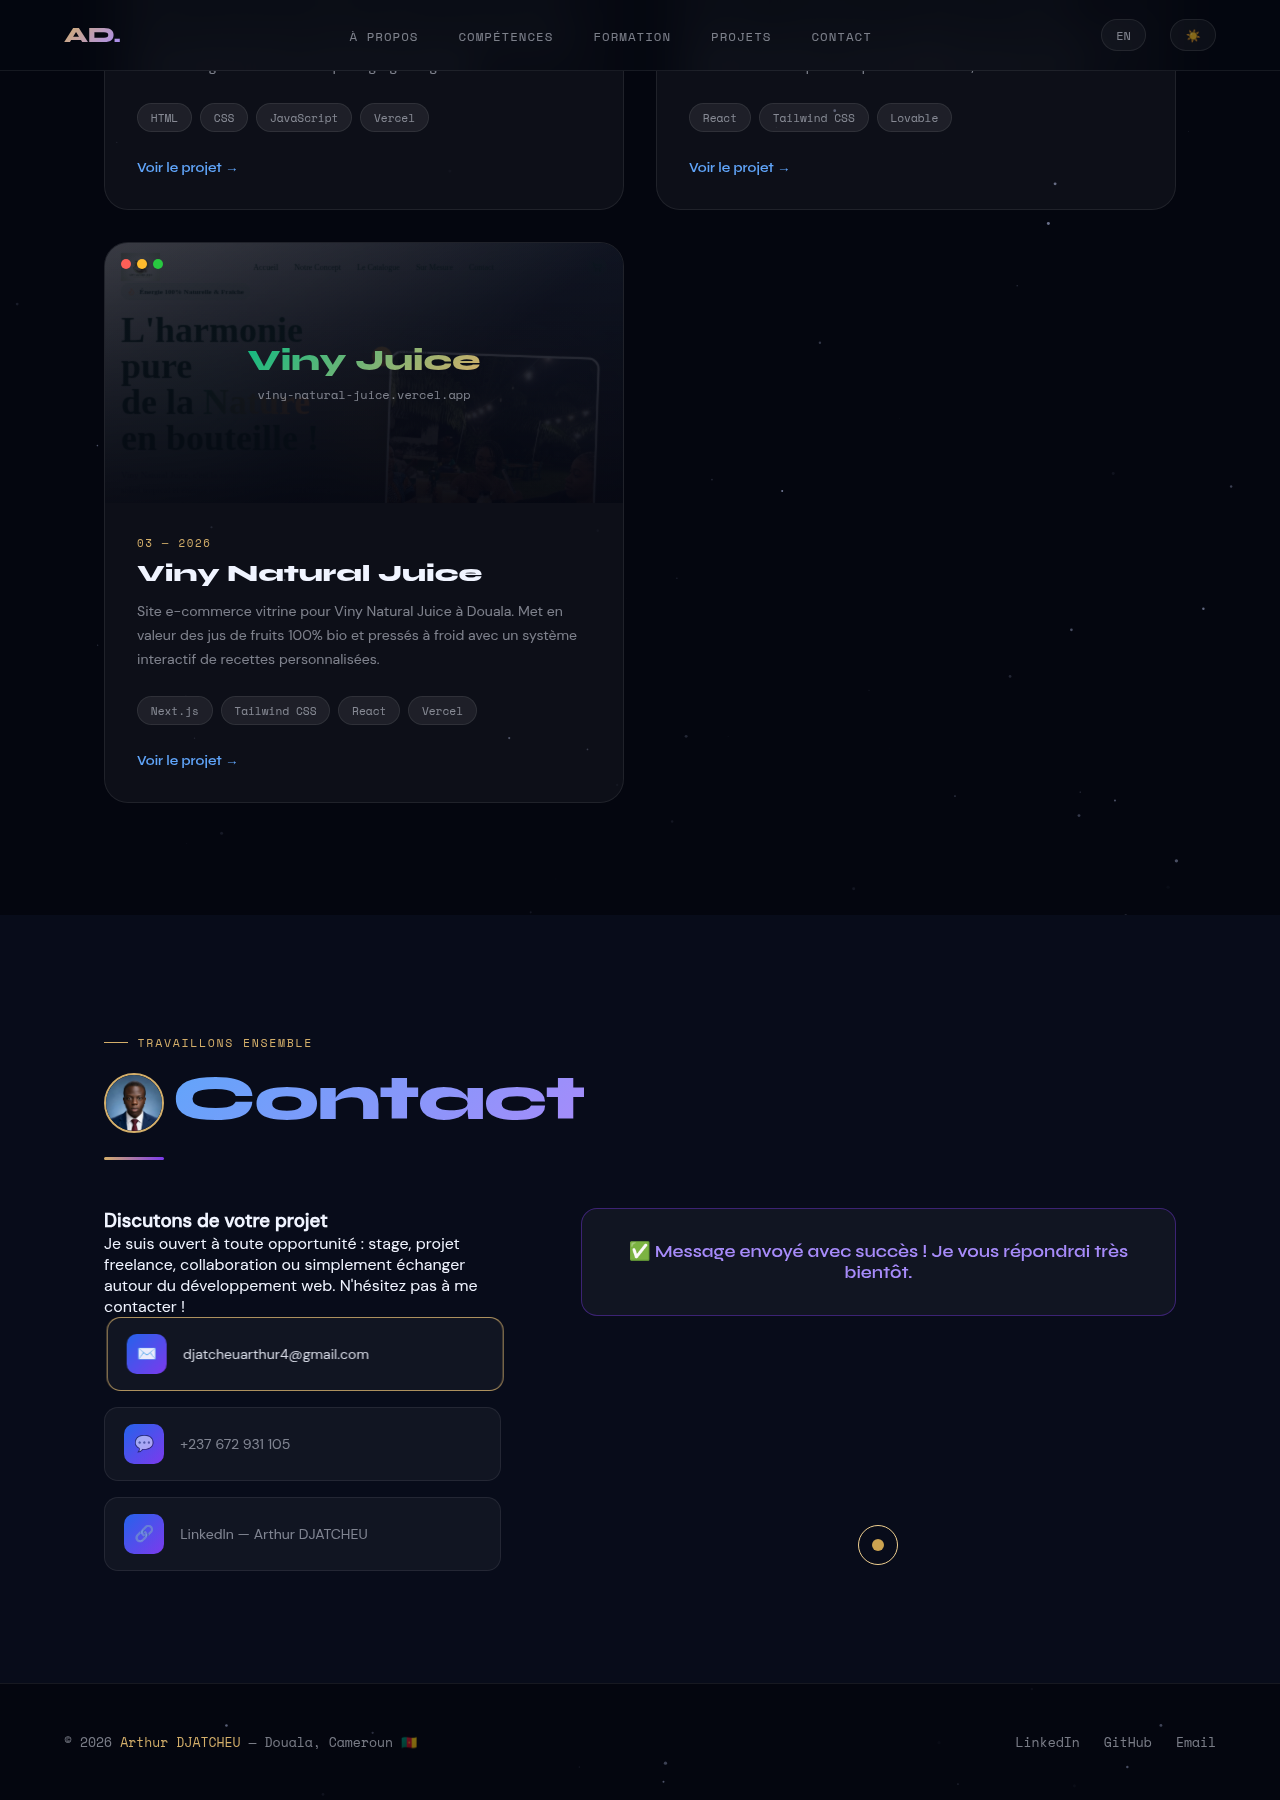 AD.
À PROPOS
COMPÉTENCES
FORMATION
PROJETS
CONTACT
EN
HTML
CSS
JavaScript
Vercel
Voir le projet →
React
Tailwind CSS
Lovable
Voir le projet →
L'harmonie
pure
de la Nature
en bouteille !
Viny Juice
viny-natural-juice.vercel.app
03 — 2026
Viny Natural Juice
Site e-commerce vitrine pour Viny Natural Juice à Douala. Met en
valeur des jus de fruits 100% bio et pressés à froid avec un système
interactif de recettes personnalisées.
Next.js
Tailwind CSS
React
Vercel
Voir le projet →
TRAVAILLONS ENSEMBLE
Contact
Discutons de votre projet
Je suis ouvert à toute opportunité : stage, projet
freelance, collaboration ou simplement échanger
autour du développement web. N'hésitez pas à me
contacter !
djatcheuarthur4@gmail.com
+237 672 931 105
LinkedIn — Arthur DJATCHEU
✅ Message envoyé avec succès ! Je vous répondrai très
bientôt.
© 2026 Arthur DJATCHEU — Douala, Cameroun 🇨🇲
LinkedIn
GitHub
Email